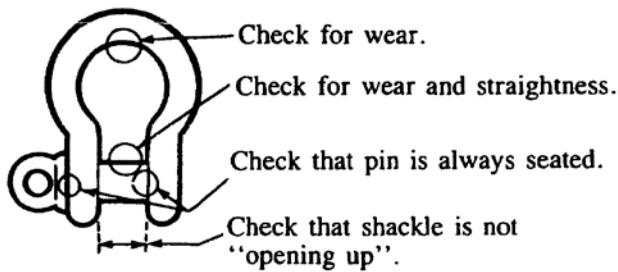 Check for wear.
Check for wear and straightness.
Check that pin is always seated.
Check that shackle is not
“opening up”.